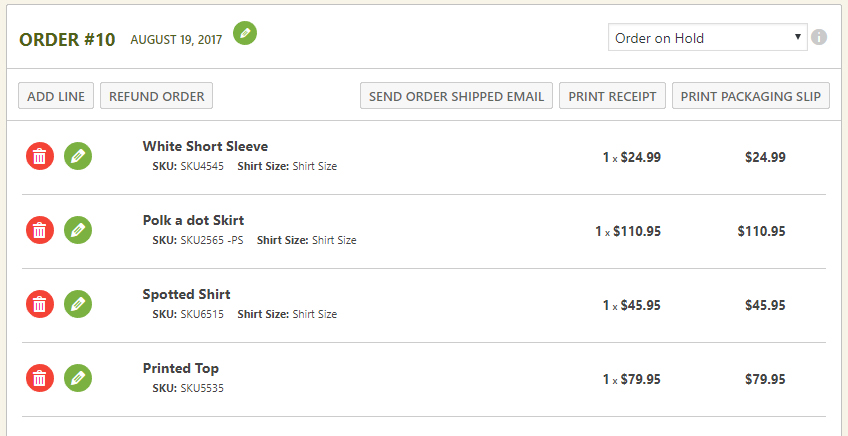 ORDER #10 AUGUST 19, 2017 Order on Hold
ADD LINE REFUND ORDER SEND ORDER SHIPPED EMAIL PRINT RECEIPT PRINT PACKAGING SLIP
White Short Sleeve
1 x $24.99 $24.99
SKU: SKU4545 Shirt Size: Shirt Size
Polk a dot Skirt
1 x $110.95 $110.95
SKU: SKU2565 -PS Shirt Size: Shirt Size
Spotted Shirt
1 x $45.95 $45.95
SKU: SKU6515 Shirt Size: Shirt Size
Printed Top
1 x $79.95 $79.95
SKU: SKU5535